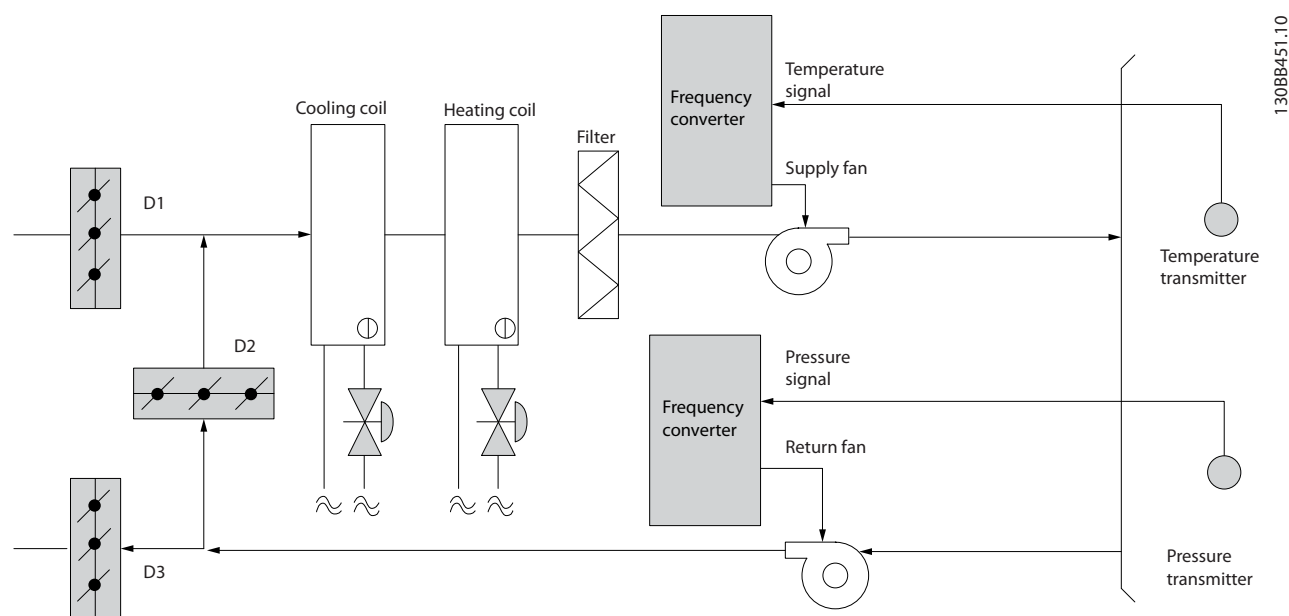 130BB451.10
Cooling coil
Heating coil
Filter
Frequency
converter
Temperature
signal
Supply fan
D1
Temperature
transmitter
D2
Frequency
converter
Pressure
signal
Return fan
D3
Pressure
transmitter